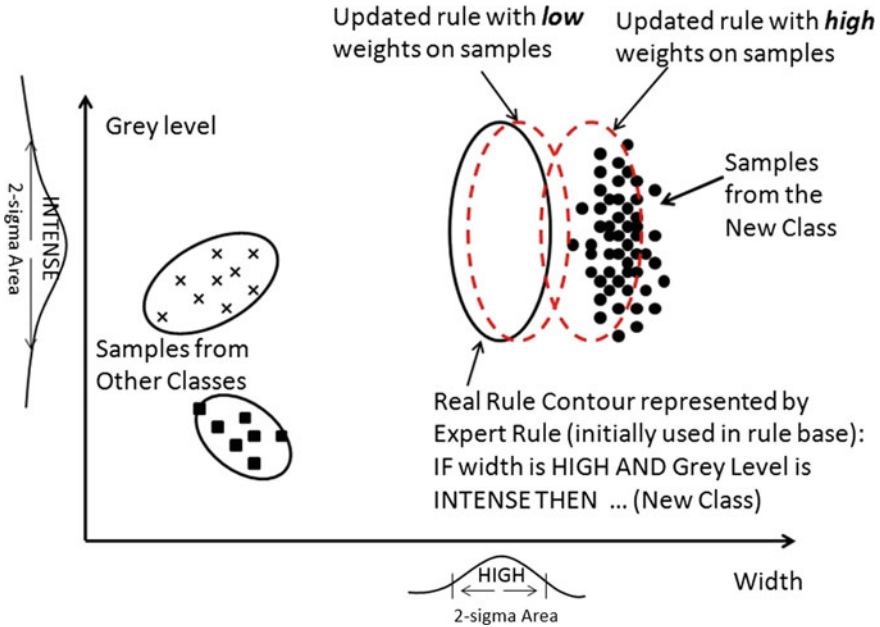 Updated rule with low
weights on samples
Updated rule with high
weights on samples
Grey level
INTENSE
2-sigma Area
Samples
from the
New Class
Samples from
Other Classes
Real Rule Contour represented by
Expert Rule (initially used in rule base):
IF width is HIGH AND Grey Level is
INTENSE THEN ... (New Class)
HIGH
2-sigma Area
Width